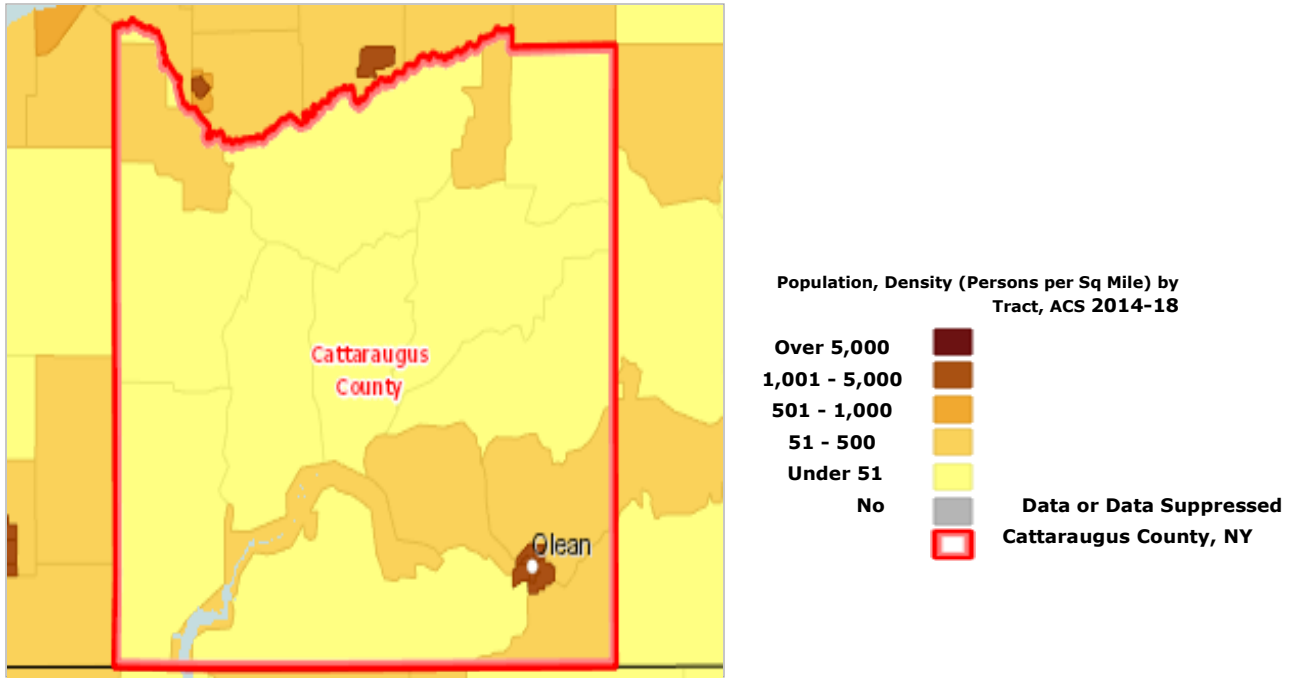 Cattaraugus
County
Olean
Population, Density (Persons per Sq Mile) by
Tract, ACS 2014-18
Over 5,000
1,001 - 5,000
501 - 1,000
51 - 500
Under 51
No Data or Data Suppressed
Cattaraugus County, NY